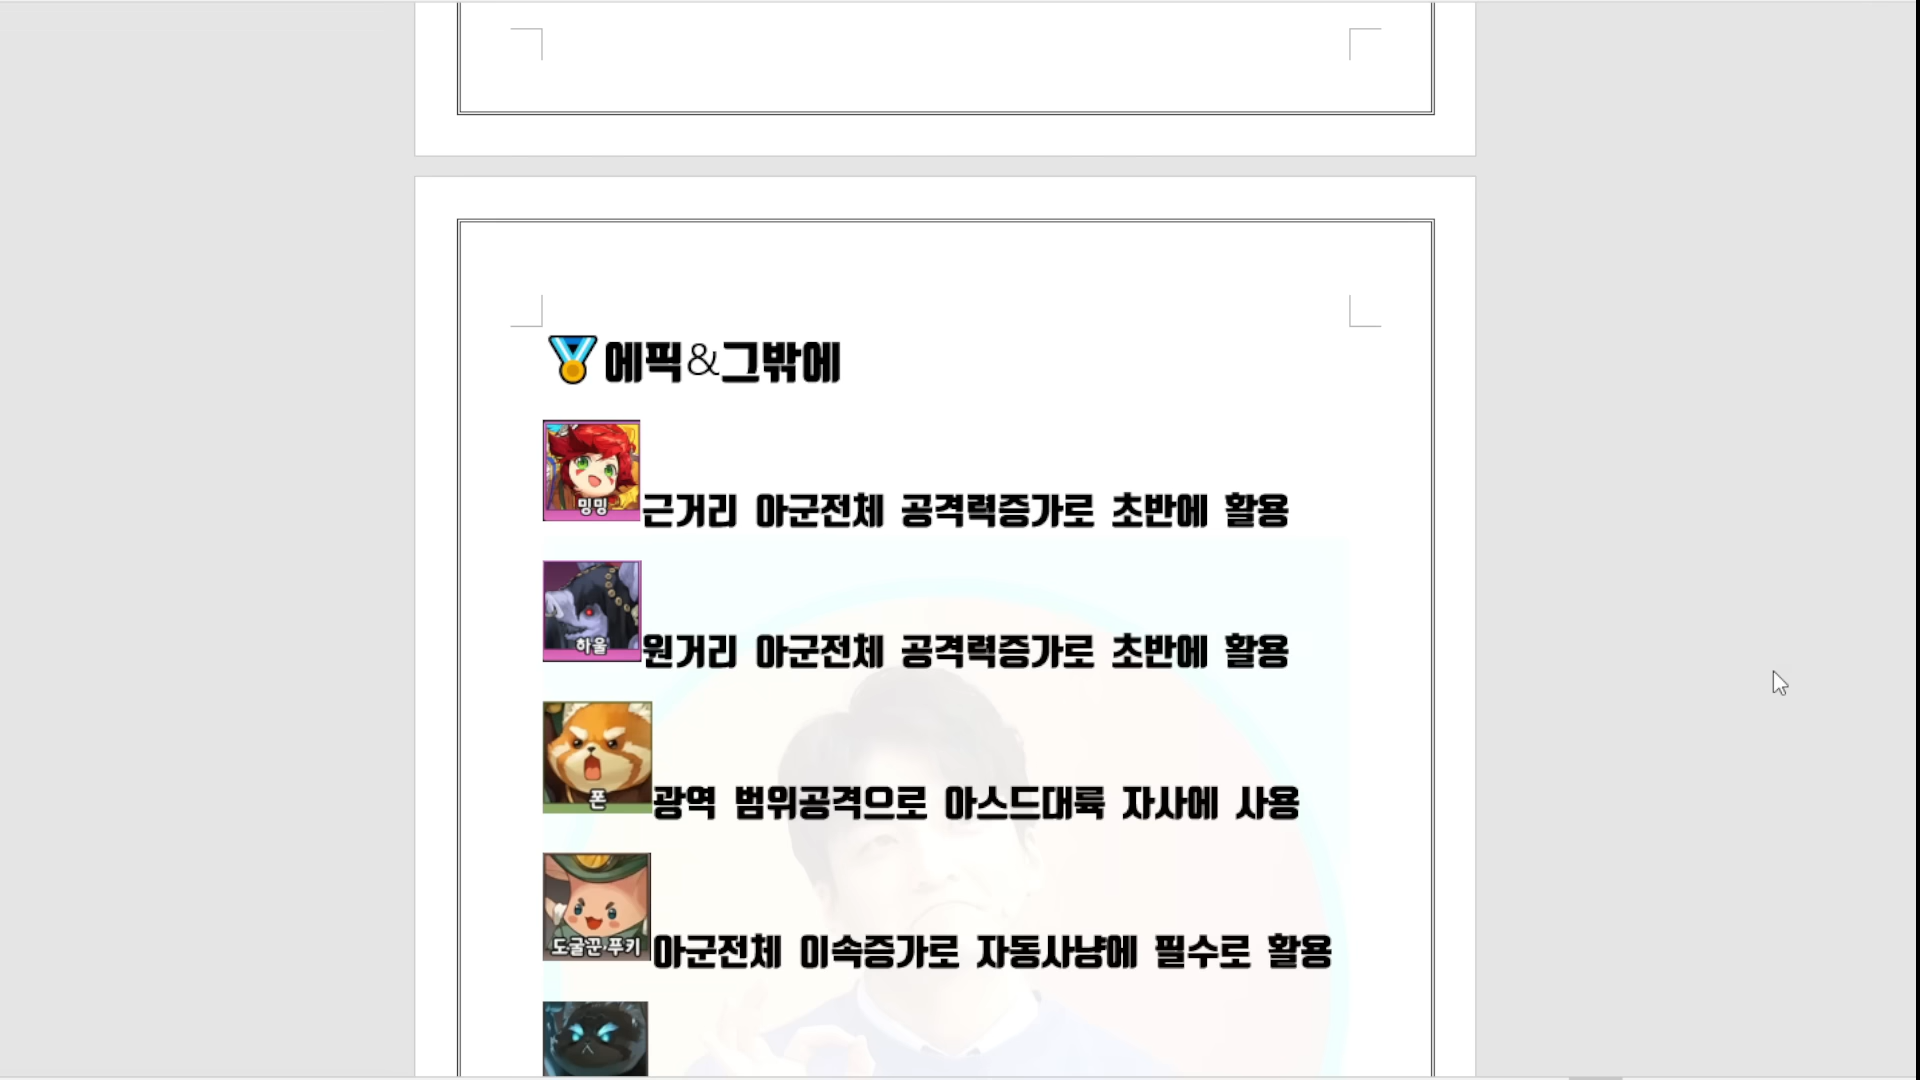 에픽&그밖에
밍밍
근거리 아군전체 공격력증가로 초반에 활용
하울
원거리 아군전체 공격력증가로 초반에 활용
폰
광역 범위공격으로 아스드대륙 자사에 사용
도굴꾼 푸키
아군전체 이속증가로 자동사냥에 필수로 활용